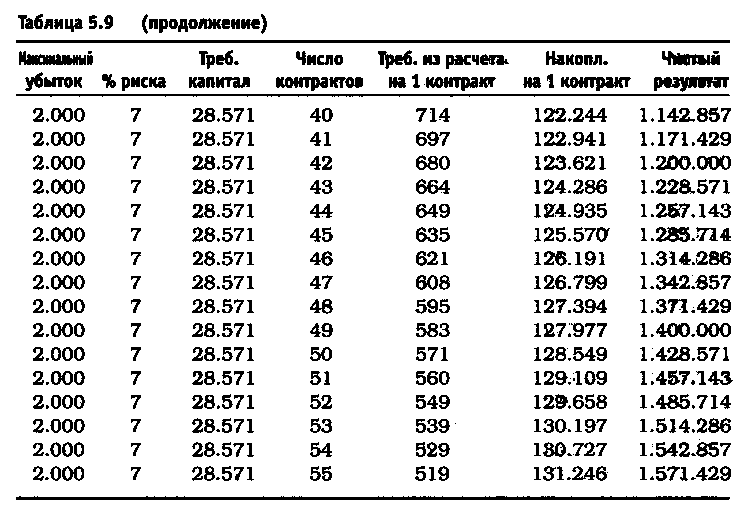 Таблица 5.9 (продолжение)
Максимальный Треб. Число Треб. из расчета Накопл. Чистый
убыток % риска капитал контрактов на 1 контракт на 1 контракт результат
2.000 7 28.571 40 714 122.244 1.142.857
2.000 7 28.571 41 697 122.941 1.171.429
2.000 7 28.571 42 680 123.621 1.200.000
2.000 7 28.571 43 664 124.286 1.228.571
2.000 7 28.571 44 649 124.935 1.257.143
2.000 7 28.571 45 635 125.570 1.285.714
2.000 7 28.571 46 621 126.191 1.314.286
2.000 7 28.571 47 608 126.799 1.342.857
2.000 7 28.571 48 595 127.394 1.371.429
2.000 7 28.571 49 583 127.977 1.400.000
2.000 7 28.571 50 571 128.549 1.428.571
2.000 7 28.571 51 560 129.109 1.457.143
2.000 7 28.571 52 549 129.658 1.485.714
2.000 7 28.571 53 539 130.197 1.514.286
2.000 7 28.571 54 529 130.727 1.542.857
2.000 7 28.571 55 519 131.246 1.571.429